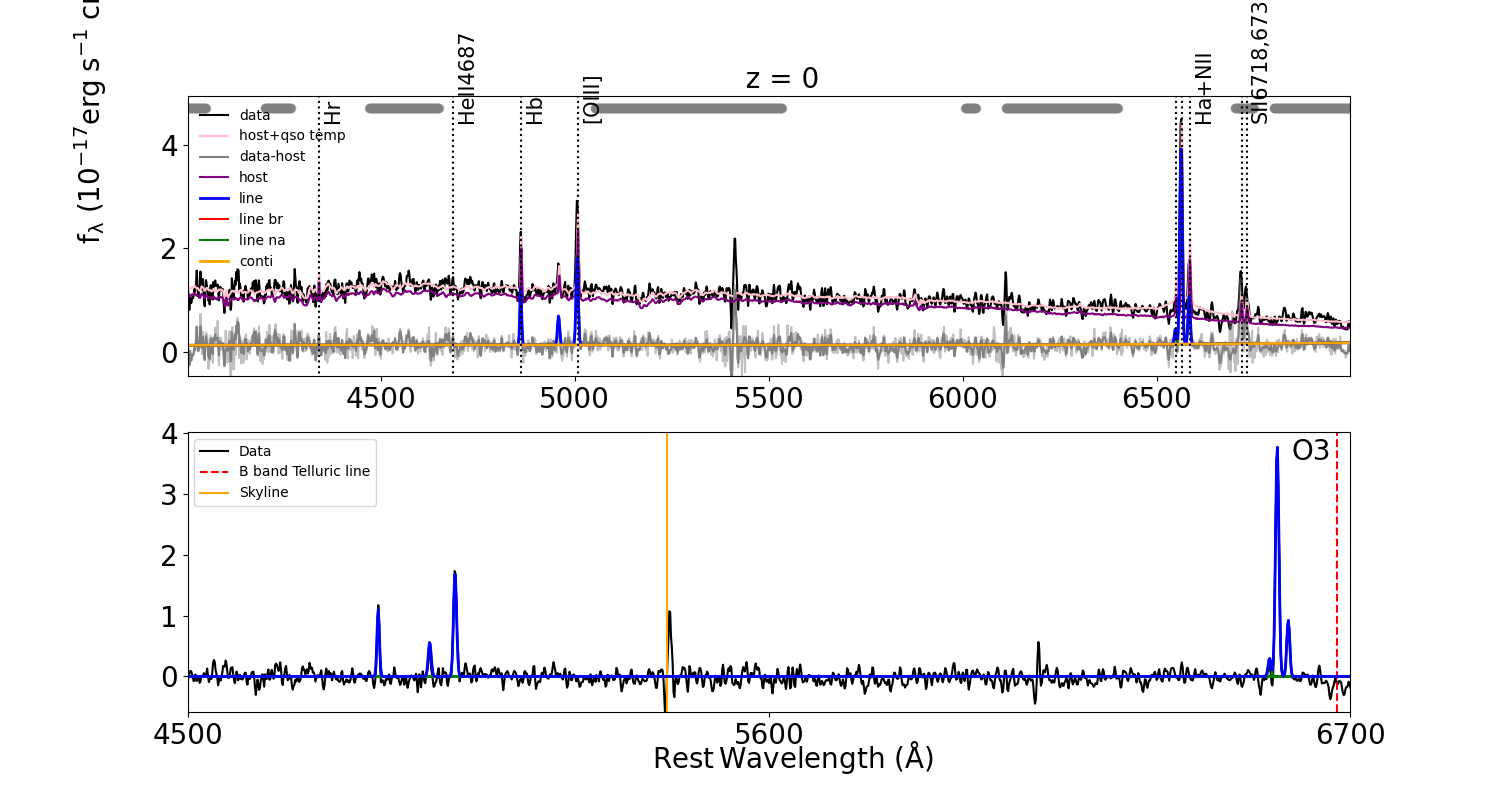 z = 0
fλ (10−17erg s−1 c
Hr
HeII4687
Hb
[OIII]
Ha+NII
SII6718,673
data
host+qso temp
data-host
host
line
line br
line na
conti
4
2
0
4500
5000
5500
6000
6500
O3
Data
B band Telluric line
Skyline
4
3
2
1
0
4500
5600
6700
Rest Wavelength (Å)